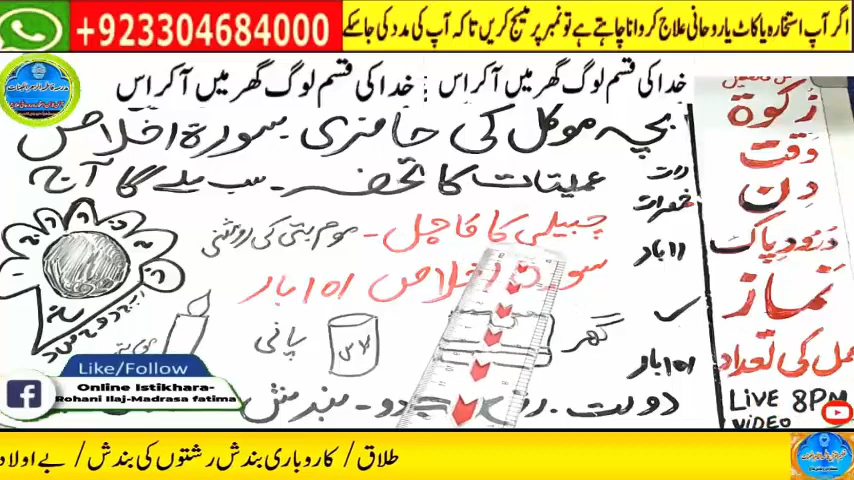 +923304684000
اگر آپ استخارہ یا کاٹ یا روحانی علاج کروانا چاہتے ہے تو نمبر پر میسج کریں تاکہ آپ کی مدد کی جاسکے
خدا کی قسم لوگ گھر میں آکر اس
خدا کی قسم لوگ گھر میں آکر اس
بچہ موکل کی حاضری۔ سورۃ اخلاص
عملیات کا تحفہ۔ سب ملے گا آج
چمبیلی کا
موم بتی کی روشنی
سورۃ اخلاص ۱۰۱ بار
پانی
گھر
دولت
زکوۃ
وقت
دن
رات
جمعرات
درود پاک
۱۱ بار
نماز
عمل کی تعداد
۱۰۱ بار
LIVE 8PM
ViDEO
Like/Follow
Online Istikhara-
Rohani Ilaj-Madrasa fatima
طلاق / کاروباری بندش رشتوں کی بندش / بے اولاد